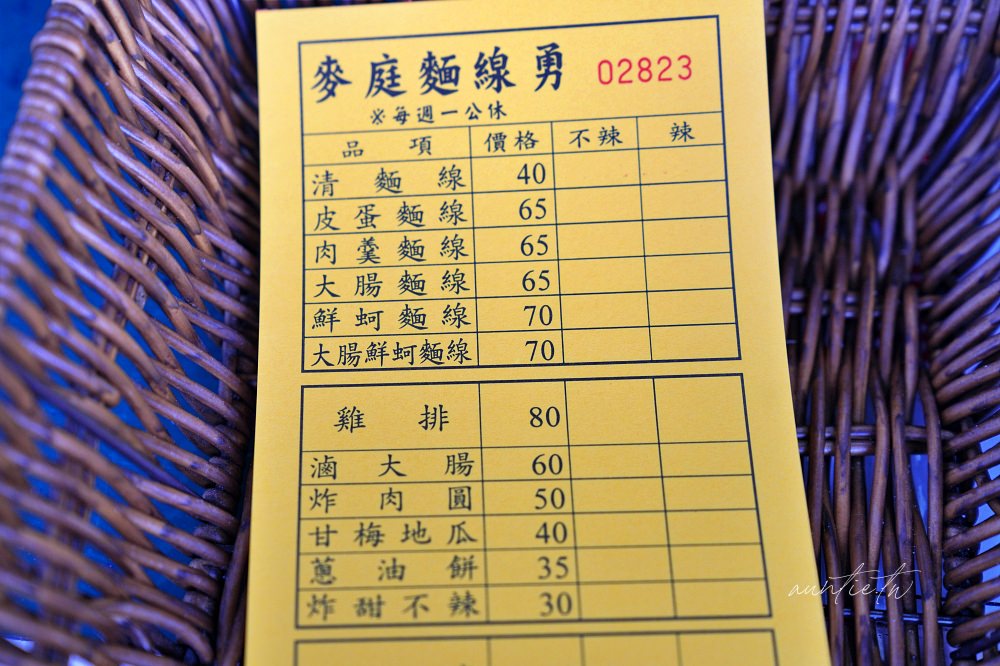 麥庭麵線勇 02823
※每週一公休
品項 價格 不辣 辣
清麵線 40
皮蛋麵線 65
肉羹麵線 65
大腸麵線 65
鮮蚵麵線 70
大腸鮮蚵麵線 70
雞排 80
滷大腸 60
炸肉圓 50
甘梅地瓜 40
蔥油餅 35
炸甜不辣 30
auntie.tw